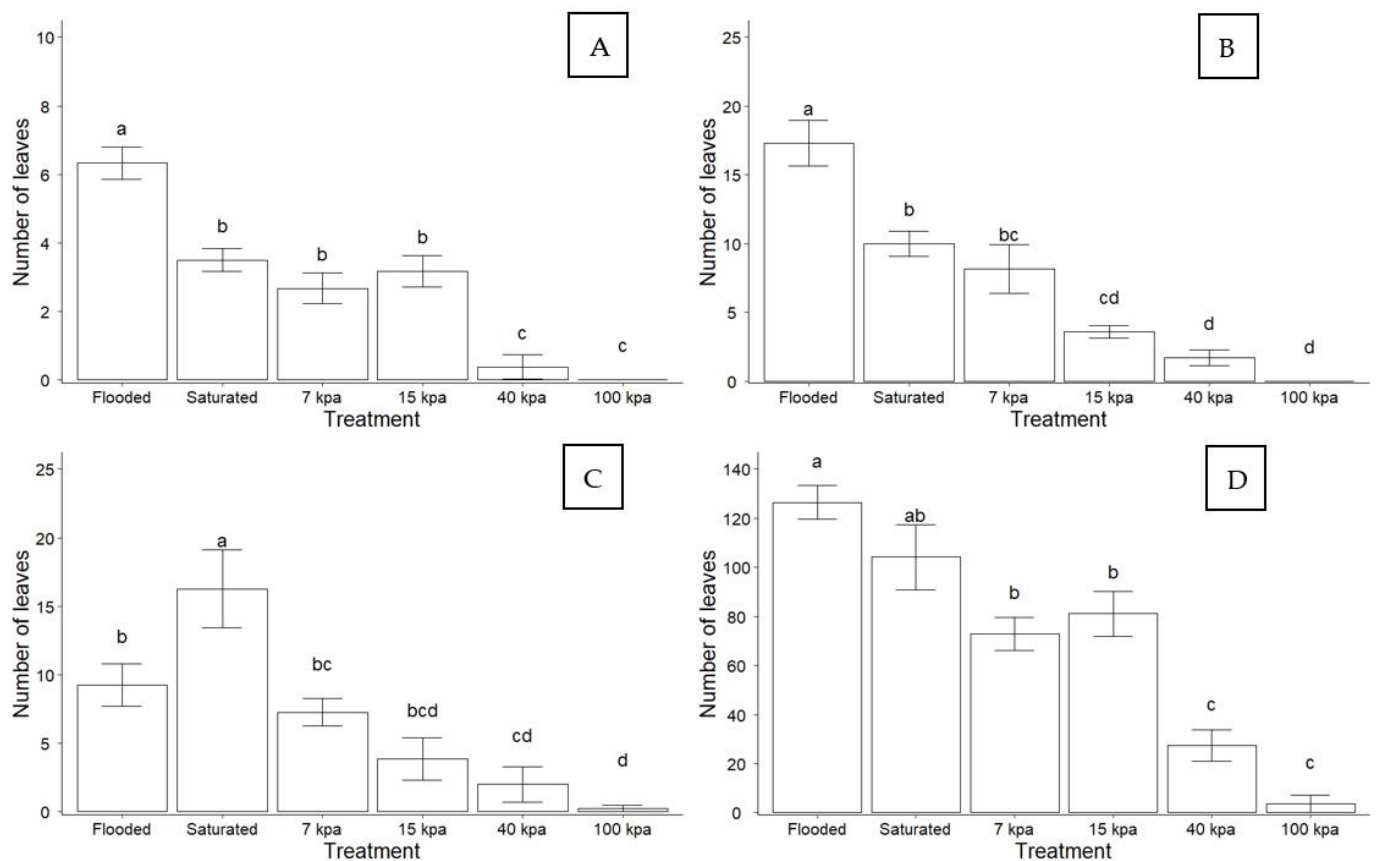 A
Number of leaves
10
8
6
4
2
0
a
b
b
b
c
c
Flooded Saturated 7 kpa 15 kpa 40 kpa 100 kpa
Treatment
B
Number of leaves
25
20
15
10
5
0
a
b
bc
cd
d
d
Flooded Saturated 7 kpa 15 kpa 40 kpa 100 kpa
Treatment
C
Number of leaves
25
20
15
10
5
0
b
a
bc
bcd
cd
d
Flooded Saturated 7 kpa 15 kpa 40 kpa 100 kpa
Treatment
D
Number of leaves
140
120
100
80
60
40
20
0
a
ab
b
b
c
c
Flooded Saturated 7 kpa 15 kpa 40 kpa 100 kpa
Treatment